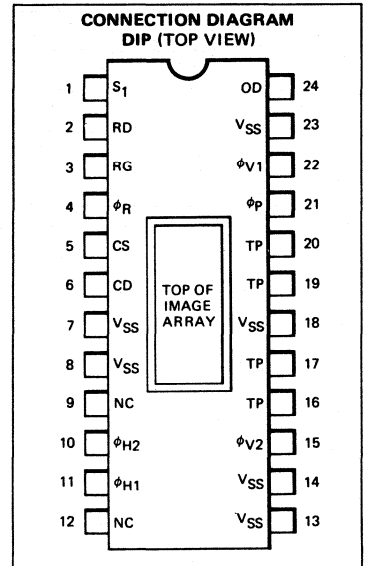 CONNECTION DIAGRAM
DIP (TOP VIEW)
1 S1 OD 24
2 RD VSS 23
3 RG ϕV1 22
4 ϕR ϕP 21
5 CS TP 20
6 CD TP 19
7 VSS VSS 18
8 VSS TP 17
9 NC TP 16
10 ϕH2 ϕV2 15
11 ϕH1 VSS 14
12 NC VSS 13
TOP OF
IMAGE
ARRAY